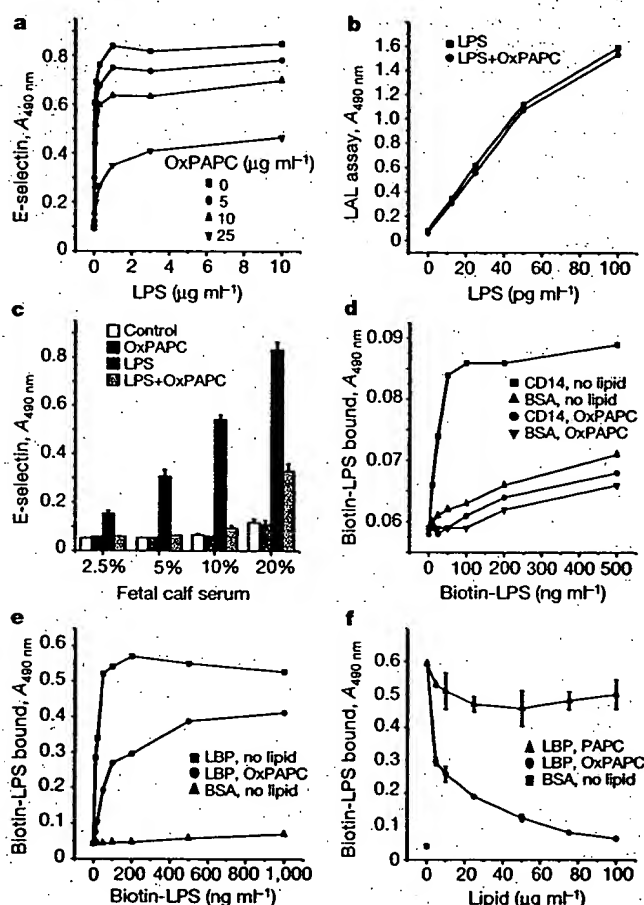 a
E-selectin, A490 nm
1.0
0.8
0.6
0.4
0.2
0
OxPAPC (µg ml–1)
0
5
10
25
0 2 4 6 8 10
LPS (µg ml–1)
b
LAL assay, A490 nm
1.6
1.4
1.2
1.0
0.8
0.6
0.4
0.2
0
LPS
LPS+OxPAPC
0 20 40 60 80 100
LPS (pg ml–1)
c
E-selectin, A490 nm
0.8
0.6
0.4
0.2
0
Control
OxPAPC
LPS
LPS+OxPAPC
2.5% 5% 10% 20%
Fetal calf serum
d
Biotin-LPS bound, A490 nm
0.09
0.08
0.07
0.06
CD14, no lipid
BSA, no lipid
CD14, OxPAPC
BSA, OxPAPC
0 100 200 300 400 500
Biotin-LPS (ng ml–1)
e
Biotin-LPS bound, A490 nm
0.6
0.5
0.4
0.3
0.2
0.1
0
LBP, no lipid
LBP, OxPAPC
BSA, no lipid
0 200 400 600 800 1,000
Biotin-LPS (ng ml–1)
f
Biotin-LPS bound, A490 nm
0.6
0.5
0.4
0.3
0.2
0.1
0
LBP, PAPC
LBP, OxPAPC
BSA, no lipid
0 20 40 60 80 100
Lipid (µg ml–1)